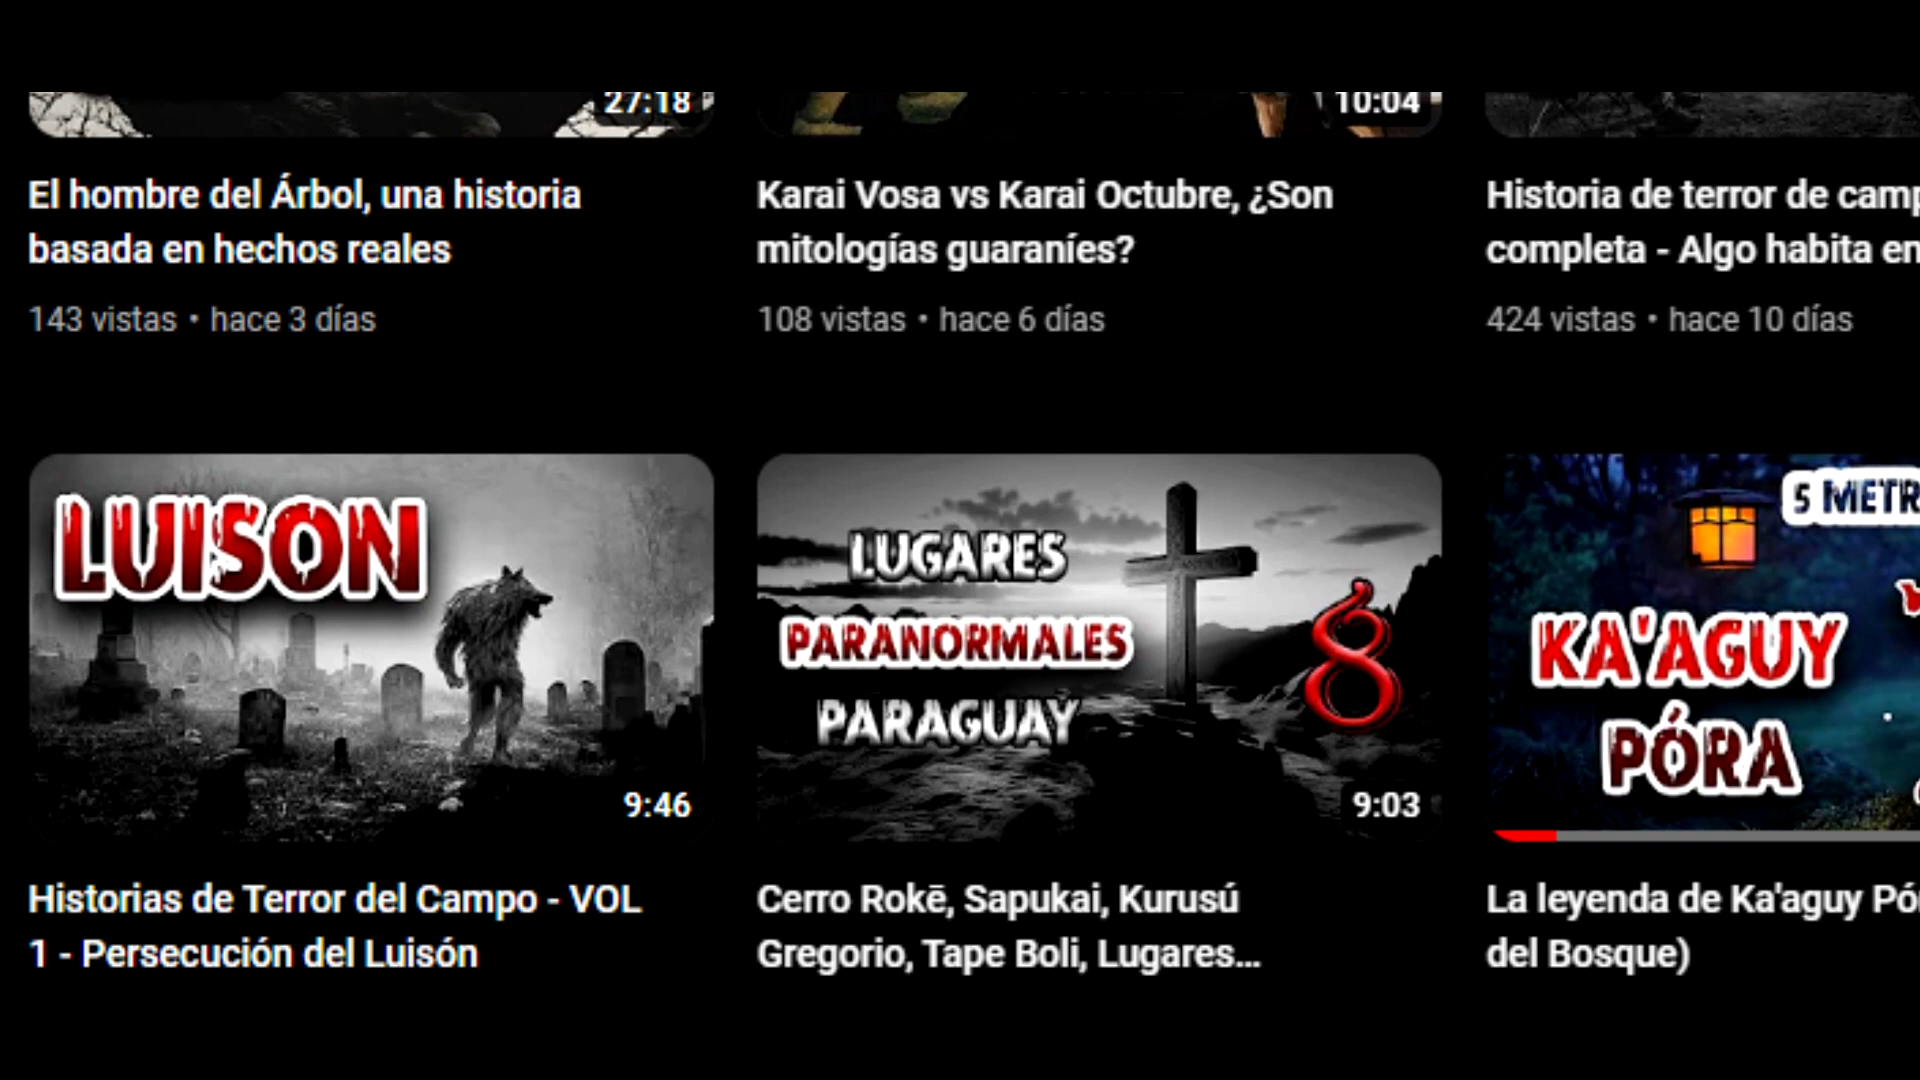 27:18
10:04
El hombre del Árbol, una historia
basada en hechos reales
143 vistas • hace 3 días
Karai Vosa vs Karai Octubre, ¿Son
mitologías guaraníes?
108 vistas • hace 6 días
Historia de terror de
completa - Algo habita
424 vistas • hace 10 días
LUISON
9:46
LUGARES
PARANORMALES
PARAGUAY
8
9:03
5
KA'AGUY
PÓRA
Historias de Terror del Campo - VOL
1 - Persecución del Luisón
Cerro Rokē, Sapukai, Kurusú
Gregorio, Tape Boli, Lugares...
La leyenda de Ka'aguy
del Bosque)